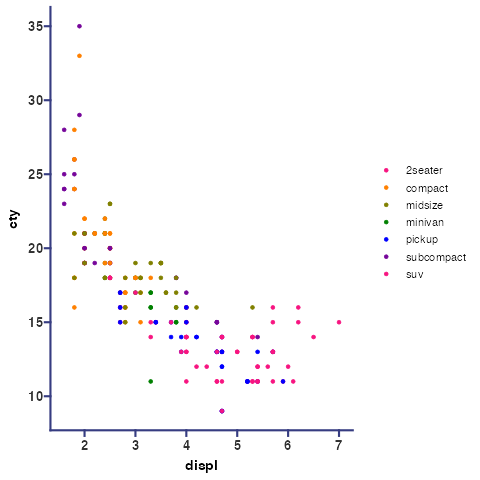 35
30
25
20
15
10
cty
2
3
4
5
6
7
displ
2seater
compact
midsize
minivan
pickup
subcompact
suv